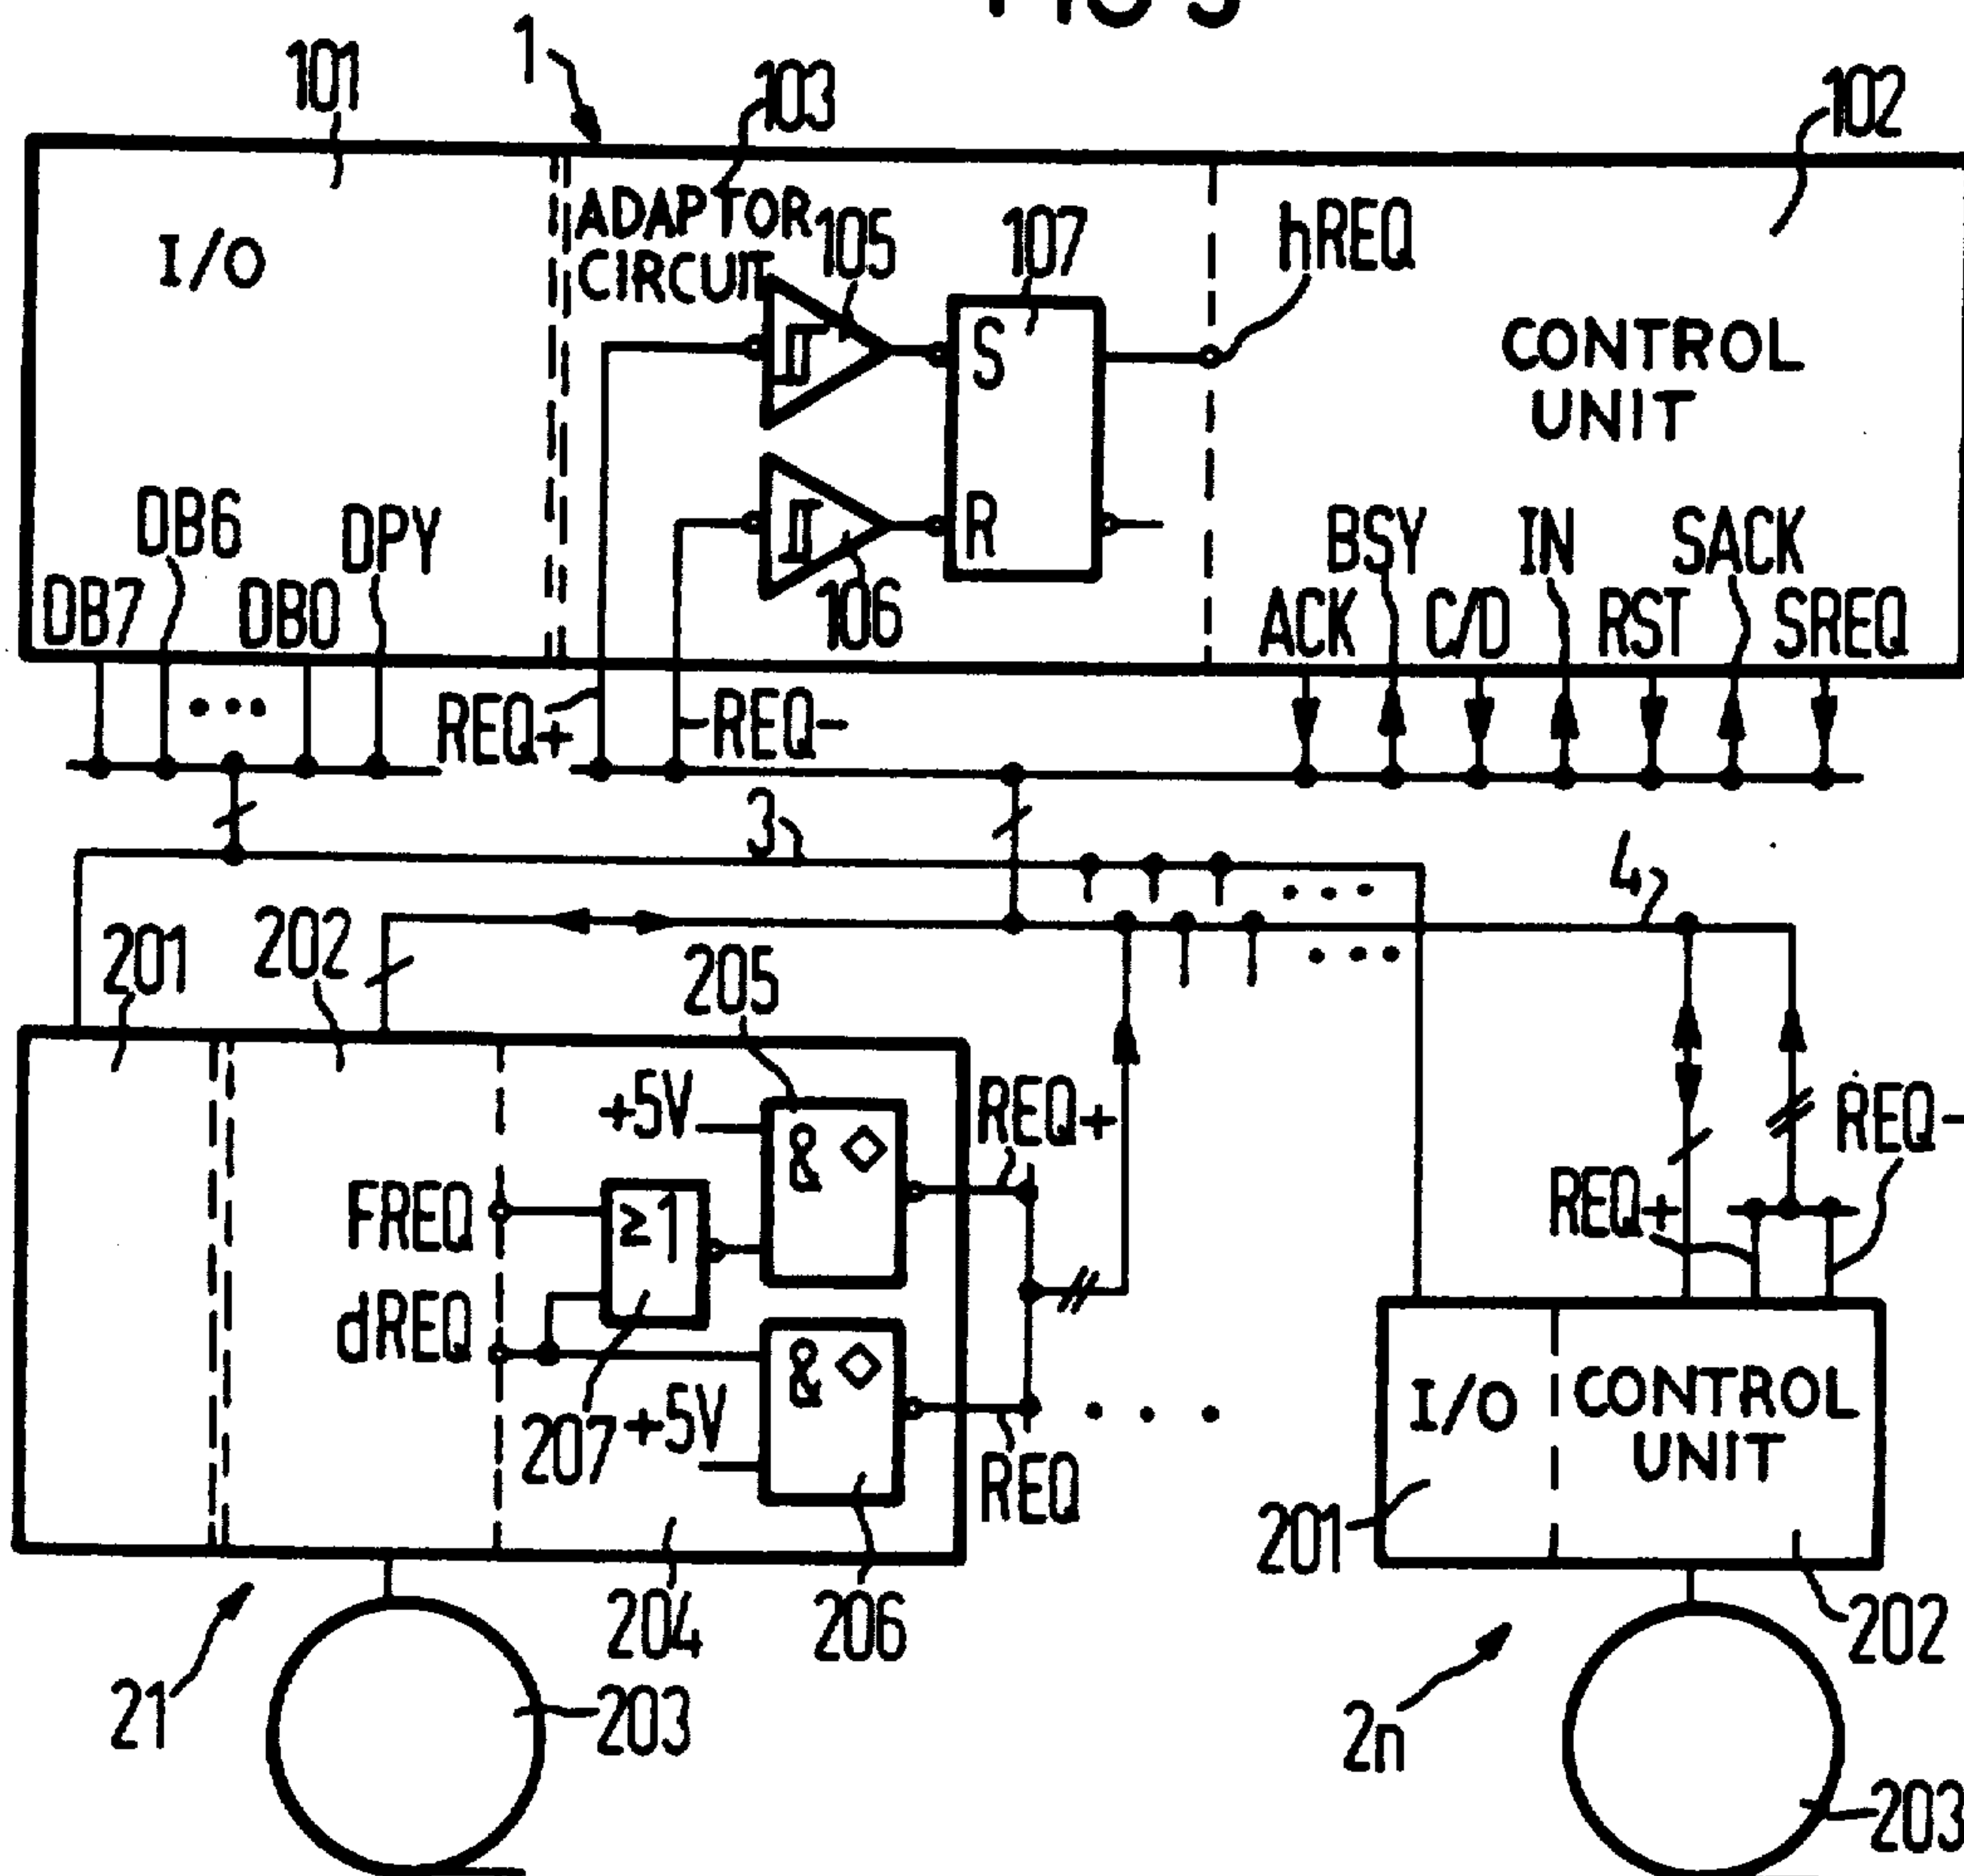 101
1
103
102
I/O
ADAPTOR
CIRCUIT
105
107
hREQ
S
CONTROL
UNIT
DB6
DPY
R
BSY
IN
SACK
DB7
DB0
106
ACK
C/D
RST
SREQ
REQ+
REQ-
3
4
201
202
205
+5V
&
REQ+
REQ-
FREQ
≥1
REQ+
dREQ
&
207
+5V
REQ
I/O
CONTROL
UNIT
201
204
206
202
21
203
2n
203